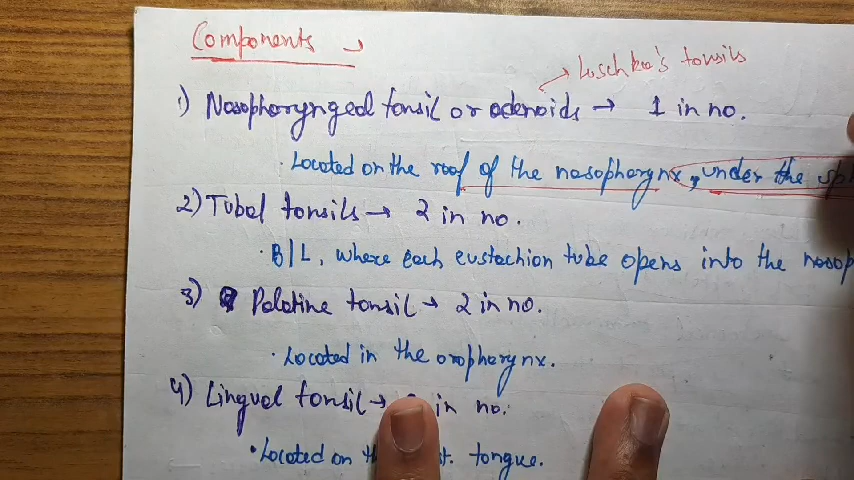 Components →
→ Luschka's tonsils
1) Nasopharyngeal tonsil or adenoids → 1 in no.
· Located on the roof of the nasopharynx, under the
2) Tubal tonsils → 2 in no.
· B/L, where each eustachian tube opens into the
3) Palatine tonsil → 2 in no.
· Located in the oropharynx.
4) Lingual tonsil → in no.
· Located on tongue.